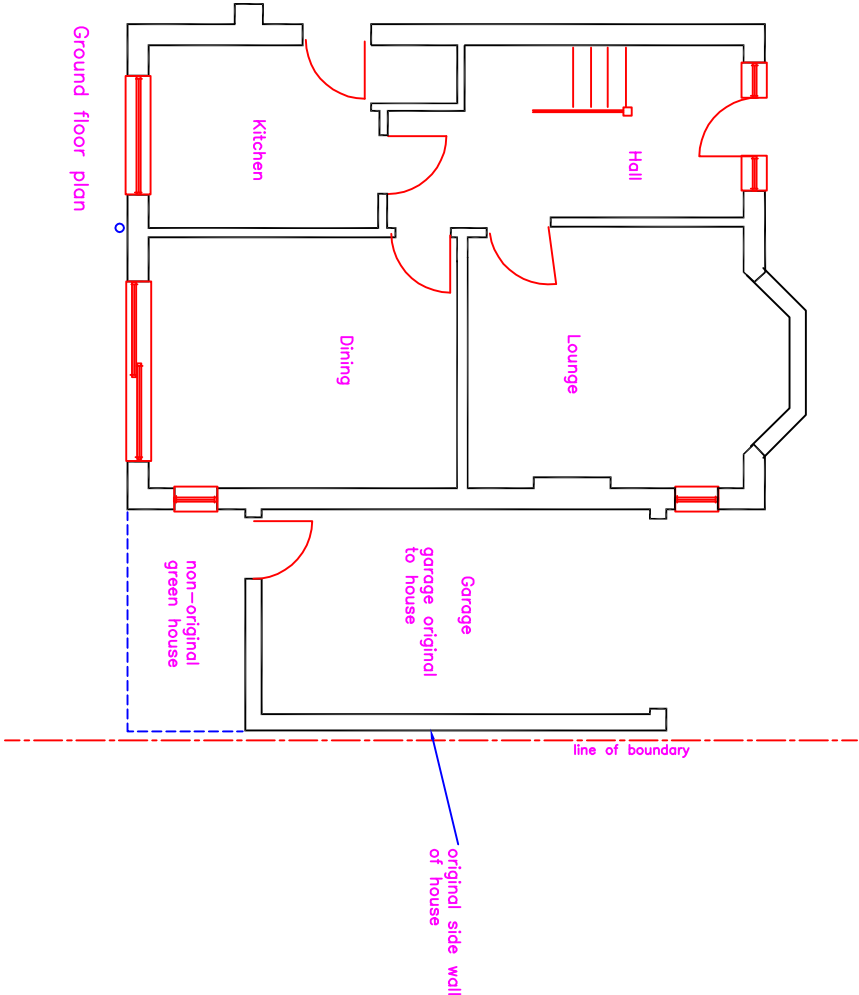 Ground floor plan
Kitchen
Hall
Dining
Lounge
non-original
green house
Garage
garage original
to house
line of boundary
original side wall
of house